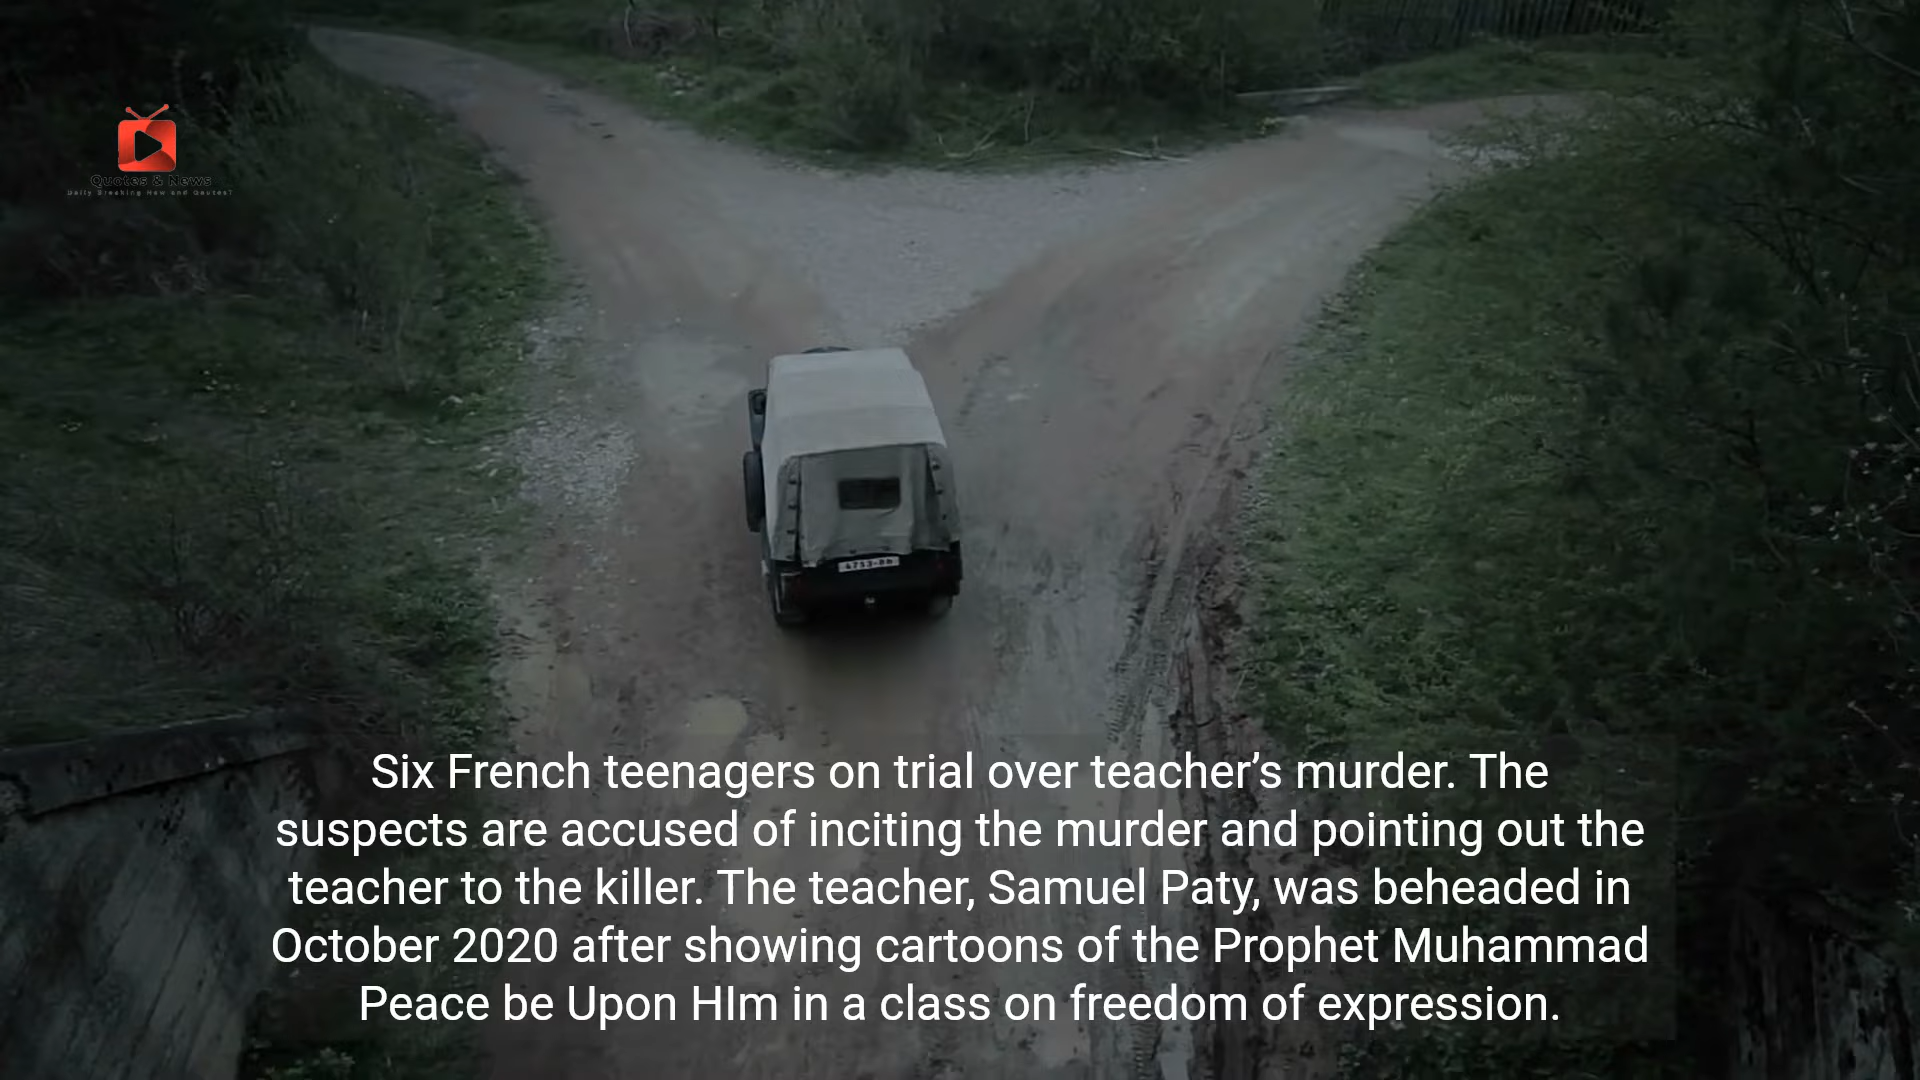 Quotes & News
Six French teenagers on trial over teacher’s murder. The
suspects are accused of inciting the murder and pointing out the
teacher to the killer. The teacher, Samuel Paty, was beheaded in
October 2020 after showing cartoons of the Prophet Muhammad
Peace be Upon HIm in a class on freedom of expression.